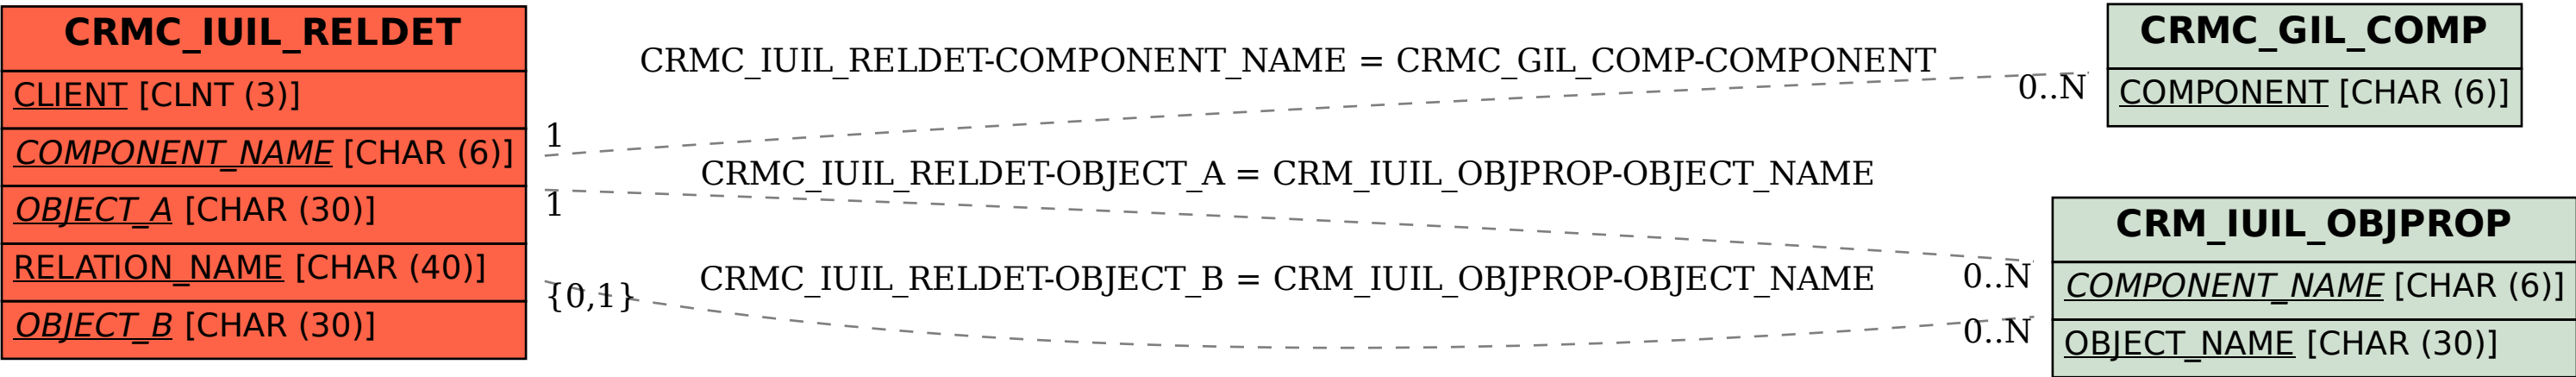 CRMC_IUIL_RELDET
CLIENT [CLNT (3)]
COMPONENT_NAME [CHAR (6)]
OBJECT_A [CHAR (30)]
RELATION_NAME [CHAR (40)]
OBJECT_B [CHAR (30)]
CRMC_IUIL_RELDET-COMPONENT_NAME = CRMC_GIL_COMP-COMPONENT
1
0..N
CRMC_IUIL_RELDET-OBJECT_A = CRM_IUIL_OBJPROP-OBJECT_NAME
1
0..N
CRMC_IUIL_RELDET-OBJECT_B = CRM_IUIL_OBJPROP-OBJECT_NAME
{0,1}
0..N
CRMC_GIL_COMP
COMPONENT [CHAR (6)]
CRM_IUIL_OBJPROP
COMPONENT_NAME [CHAR (6)]
OBJECT_NAME [CHAR (30)]